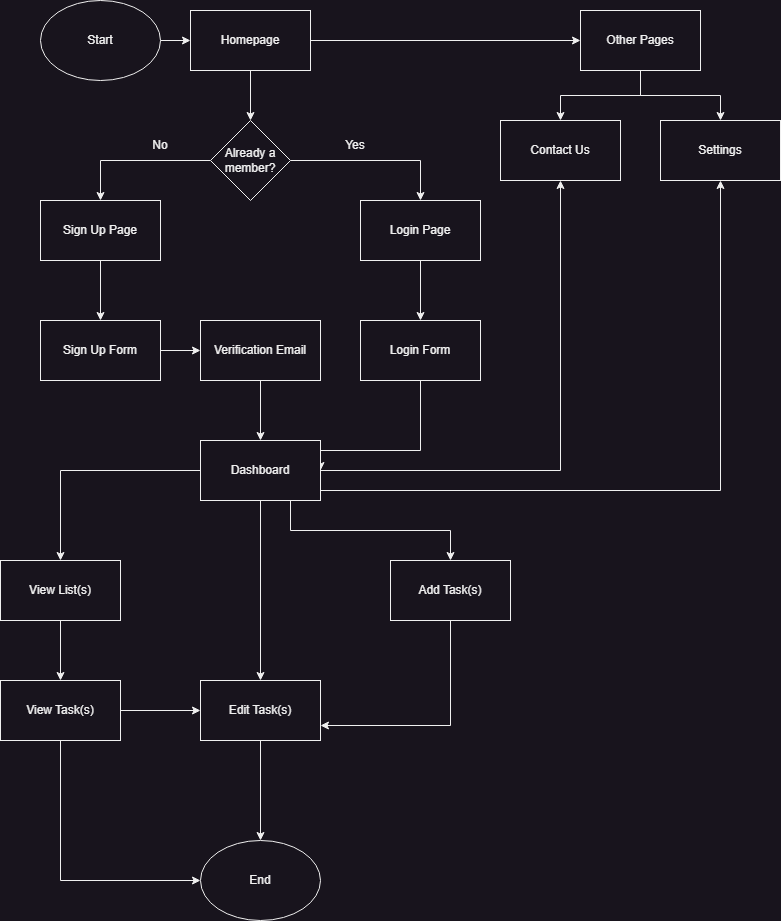 Start
Homepage
Other Pages
Already a
member?
No
Yes
Contact Us
Settings
Sign Up Page
Login Page
Sign Up Form
Verification Email
Login Form
Dashboard
View List(s)
Add Task(s)
View Task(s)
Edit Task(s)
End